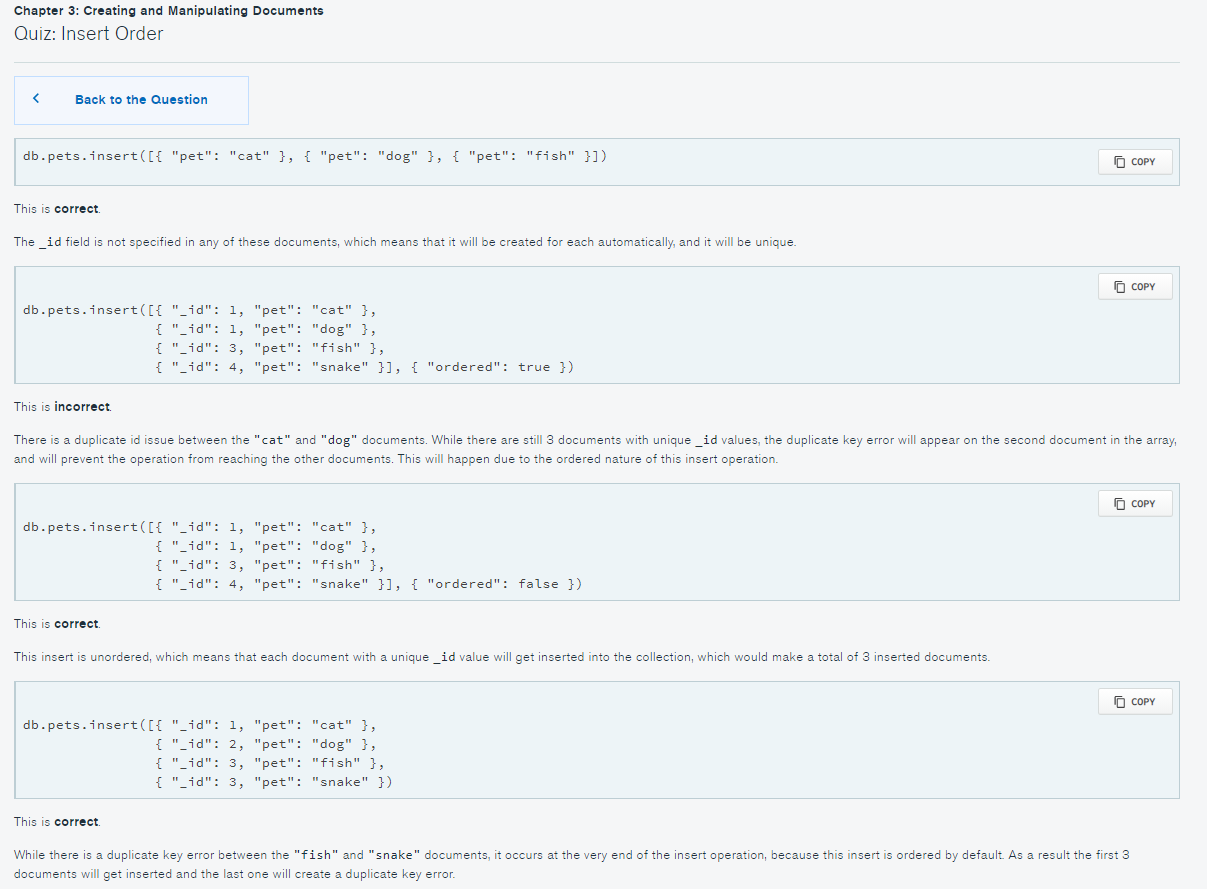 Chapter 3: Creating and Manipulating Documents
Quiz: Insert Order
Back to the Question
db.pets.insert([{ "pet": "cat" }, { "pet": "dog" }, { "pet": "fish" }])
COPY
This is correct.
The _id field is not specified in any of these documents, which means that it will be created for each automatically, and it will be unique.
COPY
db.pets.insert([{ "_id": 1, "pet": "cat" },
{ "_id": 1, "pet": "dog" },
{ "_id": 3, "pet": "fish" },
{ "_id": 4, "pet": "snake" }], { "ordered": true })
This is incorrect.
There is a duplicate id issue between the "cat" and "dog" documents. While there are still 3 documents with unique _id values, the duplicate key error will appear on the second document in the array,
and will prevent the operation from reaching the other documents. This will happen due to the ordered nature of this insert operation.
COPY
db.pets.insert([{ "_id": 1, "pet": "cat" },
{ "_id": 1, "pet": "dog" },
{ "_id": 3, "pet": "fish" },
{ "_id": 4, "pet": "snake" }], { "ordered": false })
This is correct.
This insert is unordered, which means that each document with a unique _id value will get inserted into the collection, which would make a total of 3 inserted documents.
COPY
db.pets.insert([{ "_id": 1, "pet": "cat" },
{ "_id": 2, "pet": "dog" },
{ "_id": 3, "pet": "fish" },
{ "_id": 3, "pet": "snake" })
This is correct.
While there is a duplicate key error between the "fish" and "snake" documents, it occurs at the very end of the insert operation, because this insert is ordered by default. As a result the first 3
documents will get inserted and the last one will create a duplicate key error.